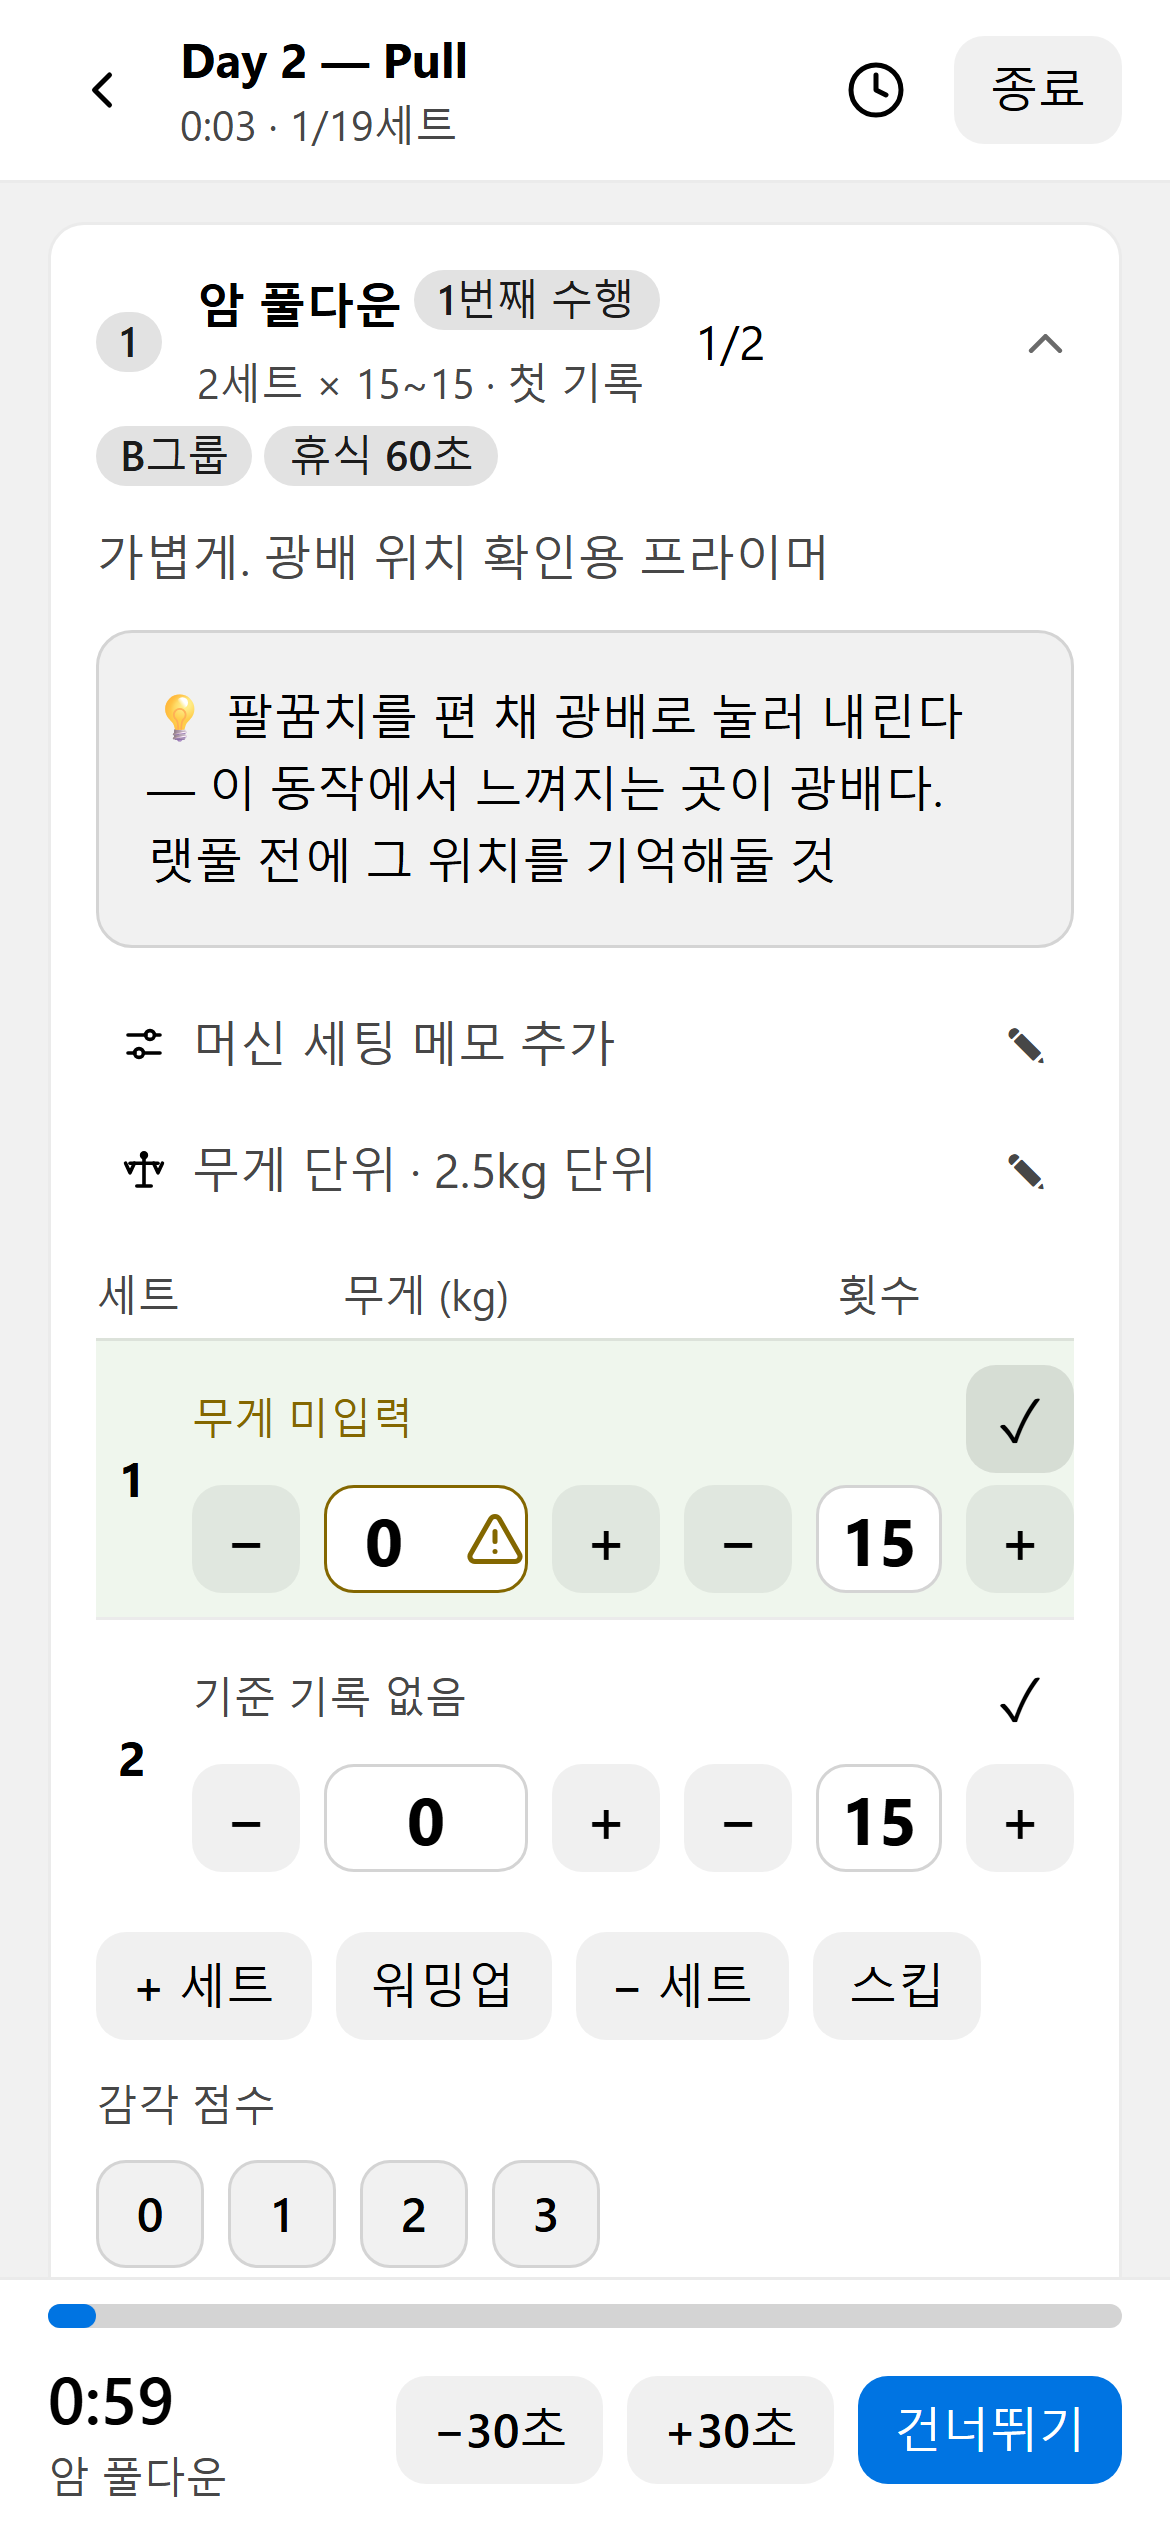 Day 2 — Pull
0:03 · 1/19세트
종료
1
암 풀다운
1번째 수행
2세트 × 15~15 · 첫 기록
1/2
B그룹
휴식 60초
가볍게. 광배 위치 확인용 프라이머
💡 팔꿈치를 편 채 광배로 눌러 내린다
— 이 동작에서 느껴지는 곳이 광배다.
랫풀 전에 그 위치를 기억해둘 것
머신 세팅 메모 추가
무게 단위 · 2.5kg 단위
세트 무게 (kg) 횟수
무게 미입력 ✓
1 − 0 + − 15 +
기준 기록 없음 ✓
2 − 0 + − 15 +
+ 세트 워밍업 − 세트 스킵
감각 점수
0 1 2 3
0:59
암 풀다운
−30초 +30초 건너뛰기